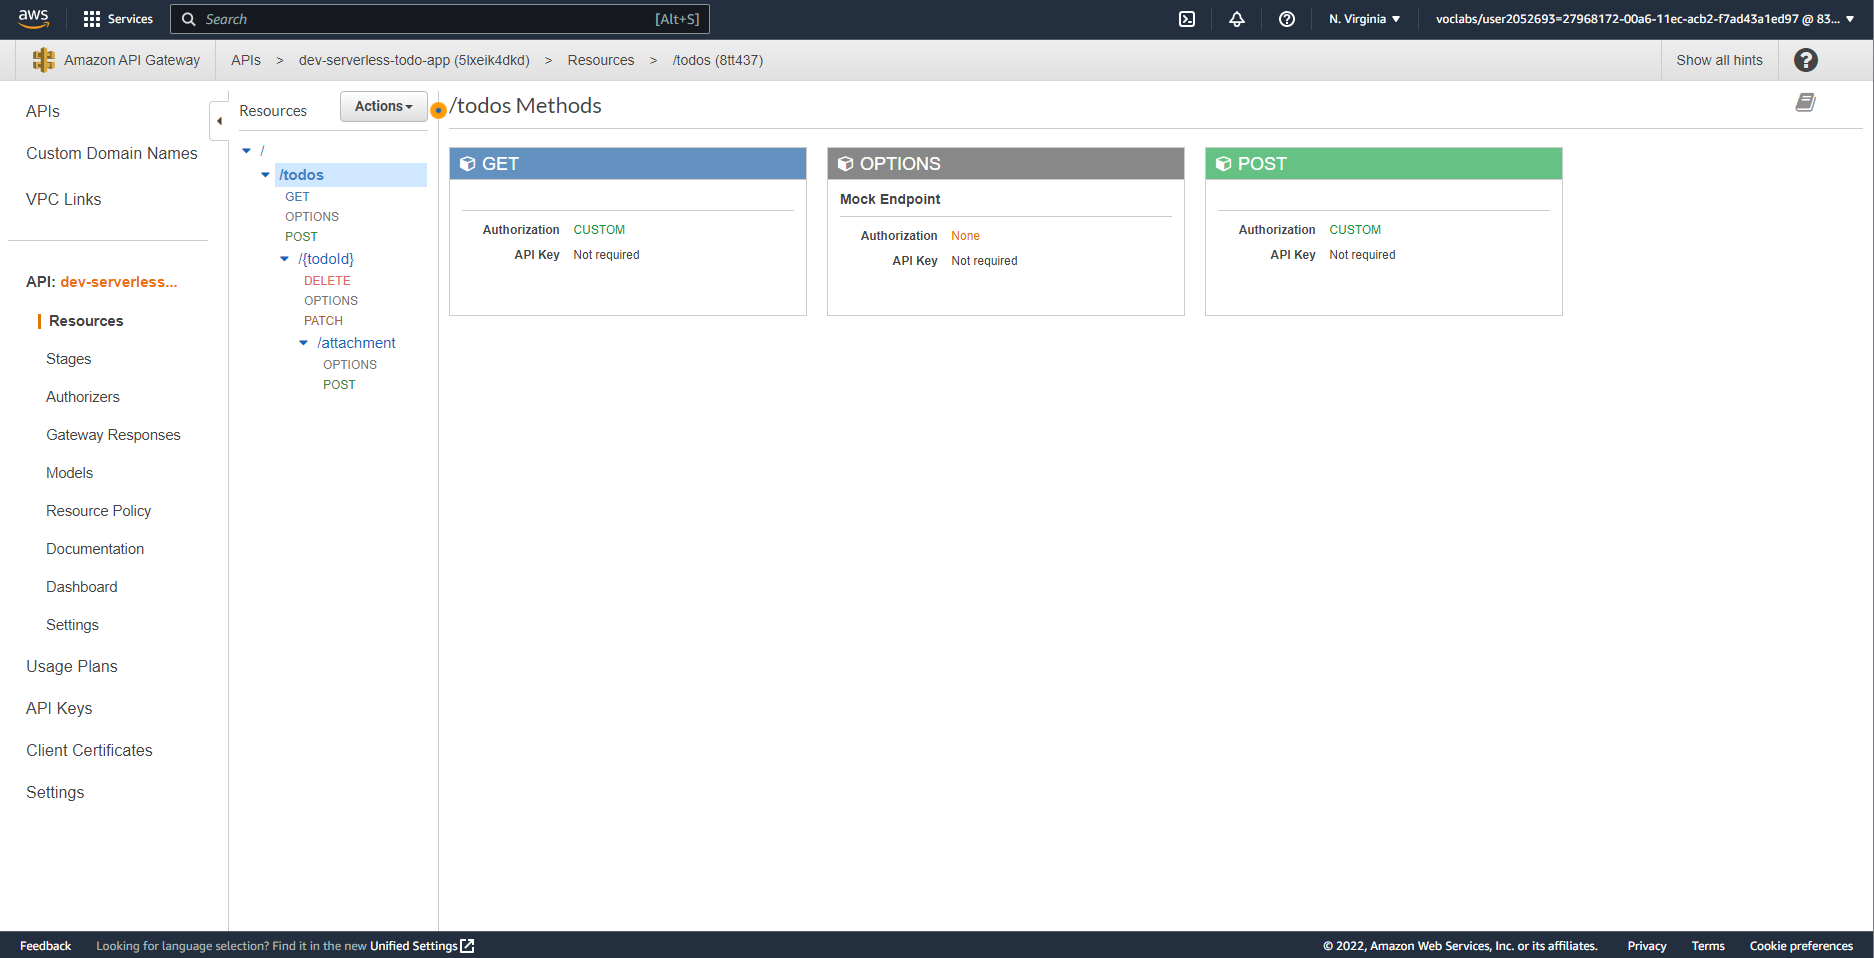 aws
Services
Search
[Alt+S]
N. Virginia
voclabs/user2052693=27968172-00a6-11ec-acb2-f7ad43a1ed97 @ 83...
Amazon API Gateway
APIs > dev-serverless-todo-app (5lxeik4dkd) > Resources > /todos (8tt437)
Show all hints
APIs
Custom Domain Names
VPC Links
API: dev-serverless...
Resources
Stages
Authorizers
Gateway Responses
Models
Resource Policy
Documentation
Dashboard
Settings
Usage Plans
API Keys
Client Certificates
Settings
Resources
Actions
/
/todos
GET
OPTIONS
POST
/{todoId}
DELETE
OPTIONS
PATCH
/attachment
OPTIONS
POST
/todos Methods
GET
Authorization CUSTOM
API Key Not required
OPTIONS
Mock Endpoint
Authorization None
API Key Not required
POST
Authorization CUSTOM
API Key Not required
Feedback
Looking for language selection? Find it in the new Unified Settings
© 2022, Amazon Web Services, Inc. or its affiliates.
Privacy
Terms
Cookie preferences